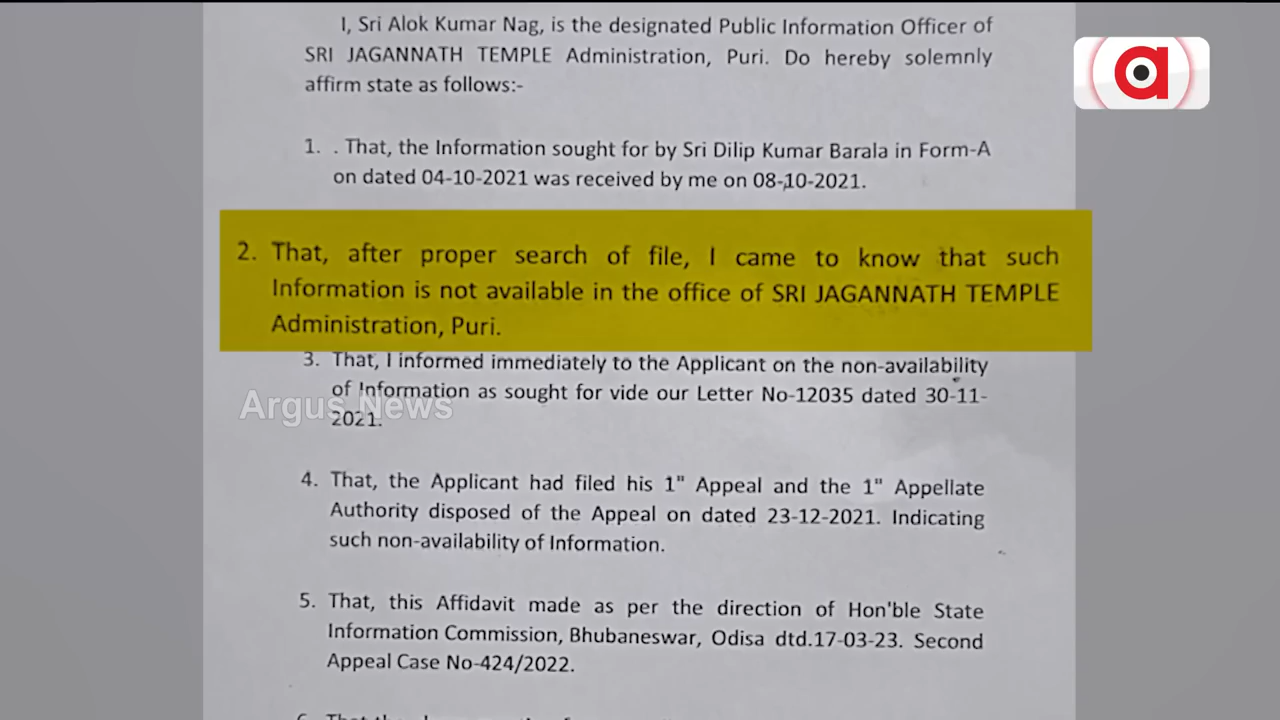 I, Sri Alok Kumar Nag, is the designated Public Information Officer of
SRI JAGANNATH TEMPLE Administration, Puri. Do hereby solemnly
affirm state as follows:-
a
1. . That, the Information sought for by Sri Dilip Kumar Barala in Form-A
on dated 04-10-2021 was received by me on 08-10-2021.
2. That, after proper search of file, I came to know that such
Information is not available in the office of SRI JAGANNATH TEMPLE
Administration, Puri.
3. That, I informed immediately to the Applicant on the non-availability
of Information as sought for vide our Letter No-12035 dated 30-11-
2021.
Argus News
4. That, the Applicant had filed his 1" Appeal and the 1" Appellate
Authority disposed of the Appeal on dated 23-12-2021. Indicating
such non-availability of Information.
5. That, this Affidavit made as per the direction of Hon'ble State
Information Commission, Bhubaneswar, Odisa dtd.17-03-23. Second
Appeal Case No-424/2022.